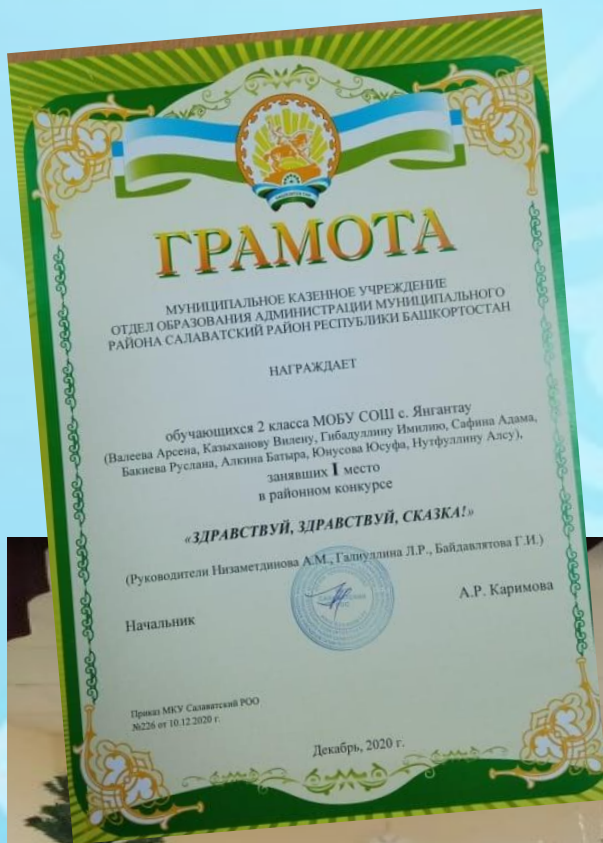 ГРАМОТА
МУНИЦИПАЛЬНОЕ КАЗЕННОЕ УЧРЕЖДЕНИЕ
ОТДЕЛ ОБРАЗОВАНИЯ АДМИНИСТРАЦИИ МУНИЦИПАЛЬНОГО
РАЙОНА САЛАВАТСКИЙ РАЙОН РЕСПУБЛИКИ БАШКОРТОСТАН
НАГРАЖДАЕТ
обучающихся 2 класса МОБУ СОШ с. Янгантау
(Валеева Арсена, Казыханову Вилену, Гибадуллину Имилию, Сафина Адама,
Бакиева Руслана, Алкина Батыра, Юнусова Юсуфа, Нутфуллину Алсу),
занявших I место
в районном конкурсе
«ЗДРАВСТВУЙ, ЗДРАВСТВУЙ, СКАЗКА!»
(Руководители Низаметдинова А.М., Галиуллина Л.Р., Байдавлятова Г.И.)
Начальник
А.Р. Каримова
Приказ МКУ Салаватский РОО
№226 от 10.12.2020 г.
Декабрь, 2020 г.